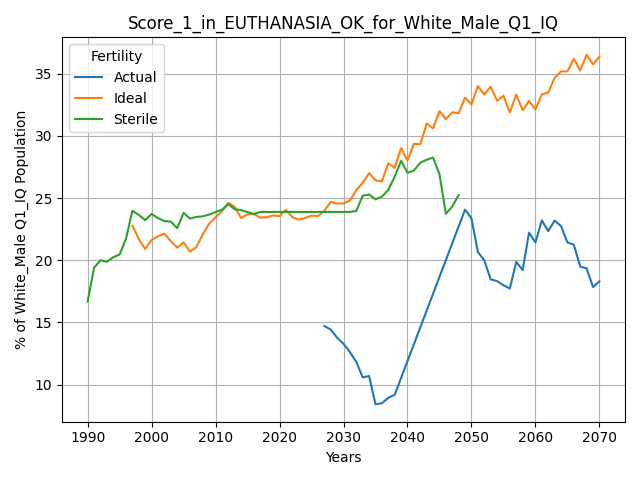 Score_1_in_EUTHANASIA_OK_for_White_Male_Q1_IQ
Fertility
Actual
Ideal
Sterile
% of White_Male Q1_IQ Population
35
30
25
20
15
10
1990 2000 2010 2020 2030 2040 2050 2060 2070
Years